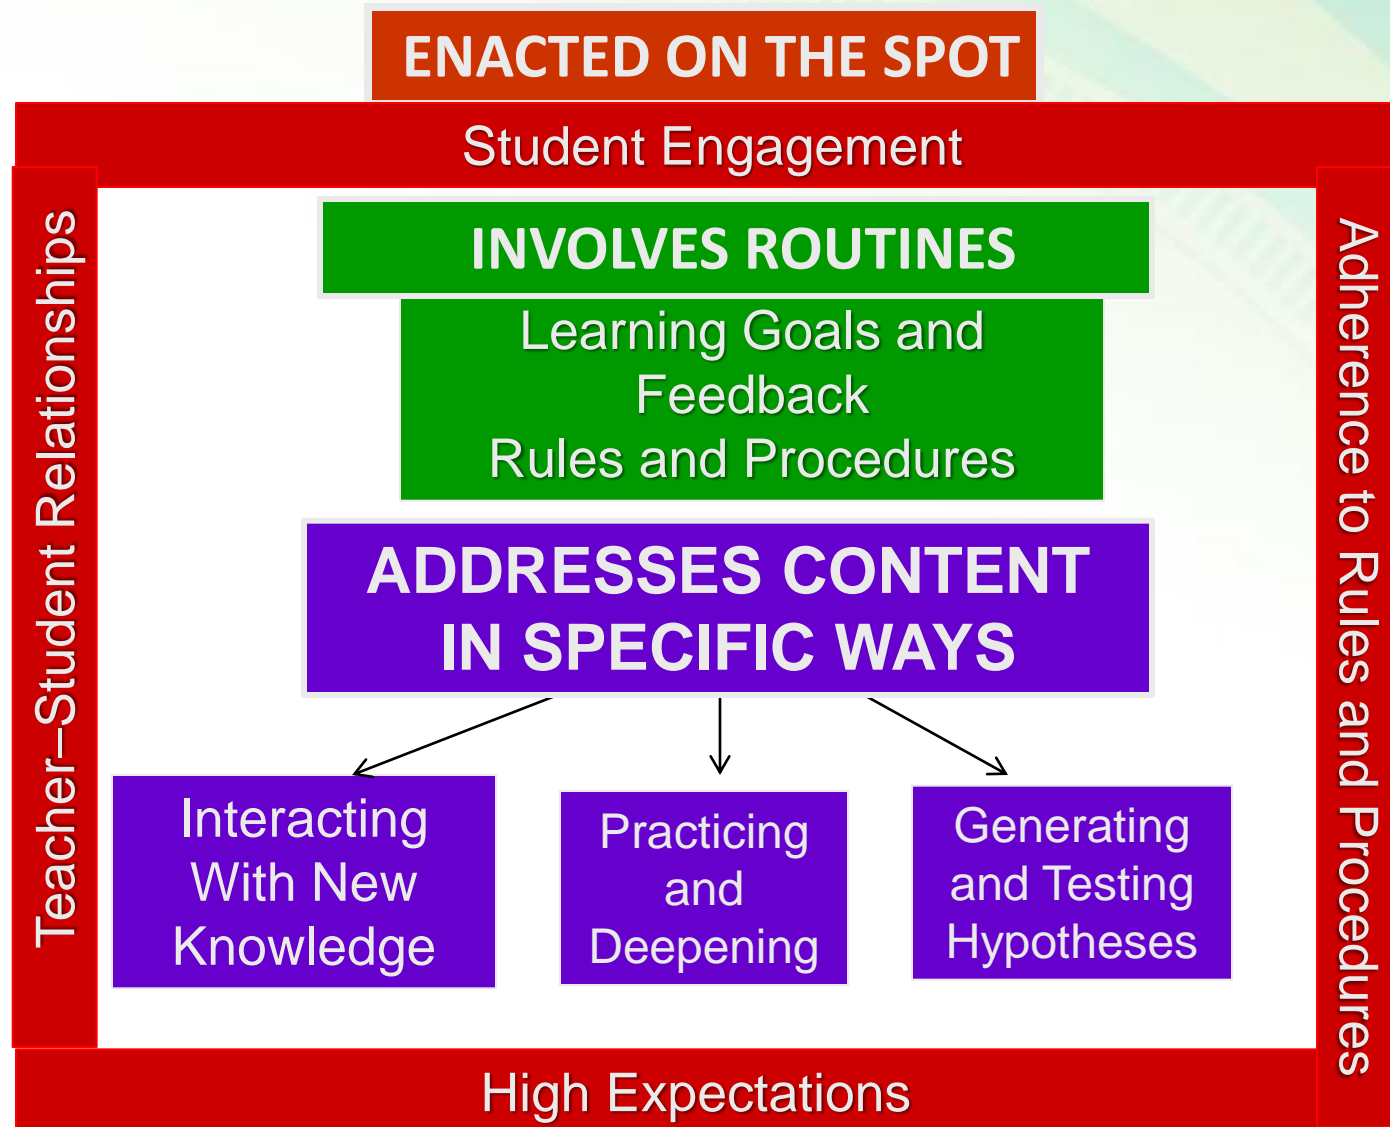 ENACTED ON THE SPOT
Student Engagement
Teacher–Student Relationships
INVOLVES ROUTINES
Learning Goals and
Feedback
Rules and Procedures
ADDRESSES CONTENT
IN SPECIFIC WAYS
Interacting
With New
Knowledge
Practicing
and
Deepening
Generating
and Testing
Hypotheses
Adherence to Rules and Procedures
High Expectations